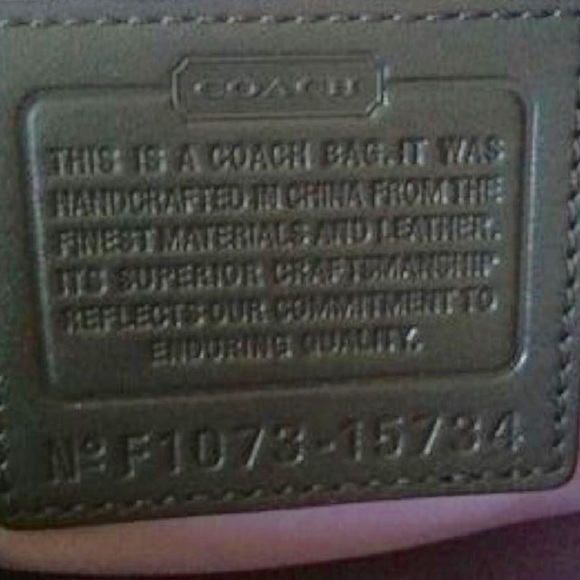 COACH
THIS IS A COACH BAG. IT WAS
HANDCRAFTED IN CHINA FROM THE
FINEST MATERIALS AND LEATHER.
ITS SUPERIOR CRAFTSMANSHIP
REFLECTS OUR COMMITMENT TO
ENDURING QUALITY.
Nº F1073-15734